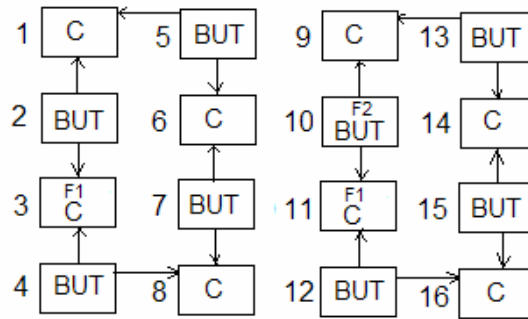 1 C 5 BUT 9 C 13 BUT
2 BUT 6 C 10 F2 BUT 14 C
3 F1 C 7 BUT 11 F1 C 15 BUT
4 BUT 8 C 12 BUT 16 C